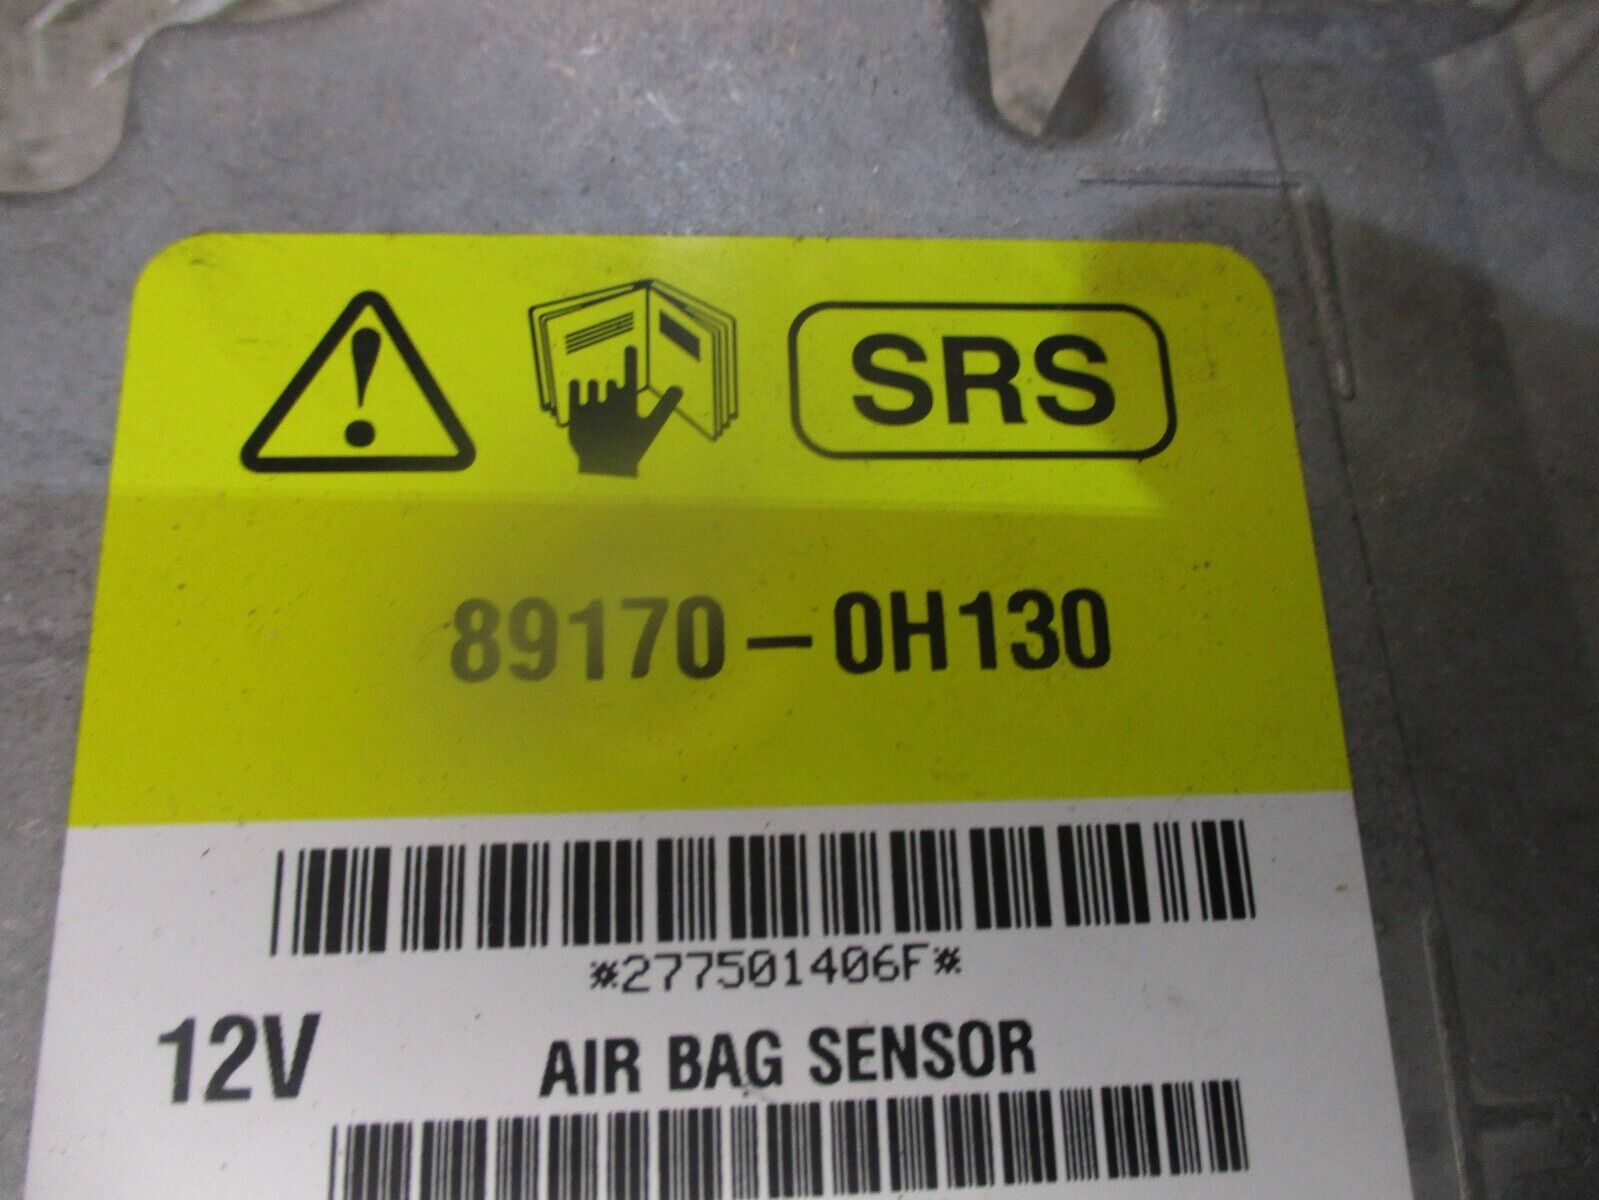 SRS
89170-0H130
*277501406F*
12V AIR BAG SENSOR